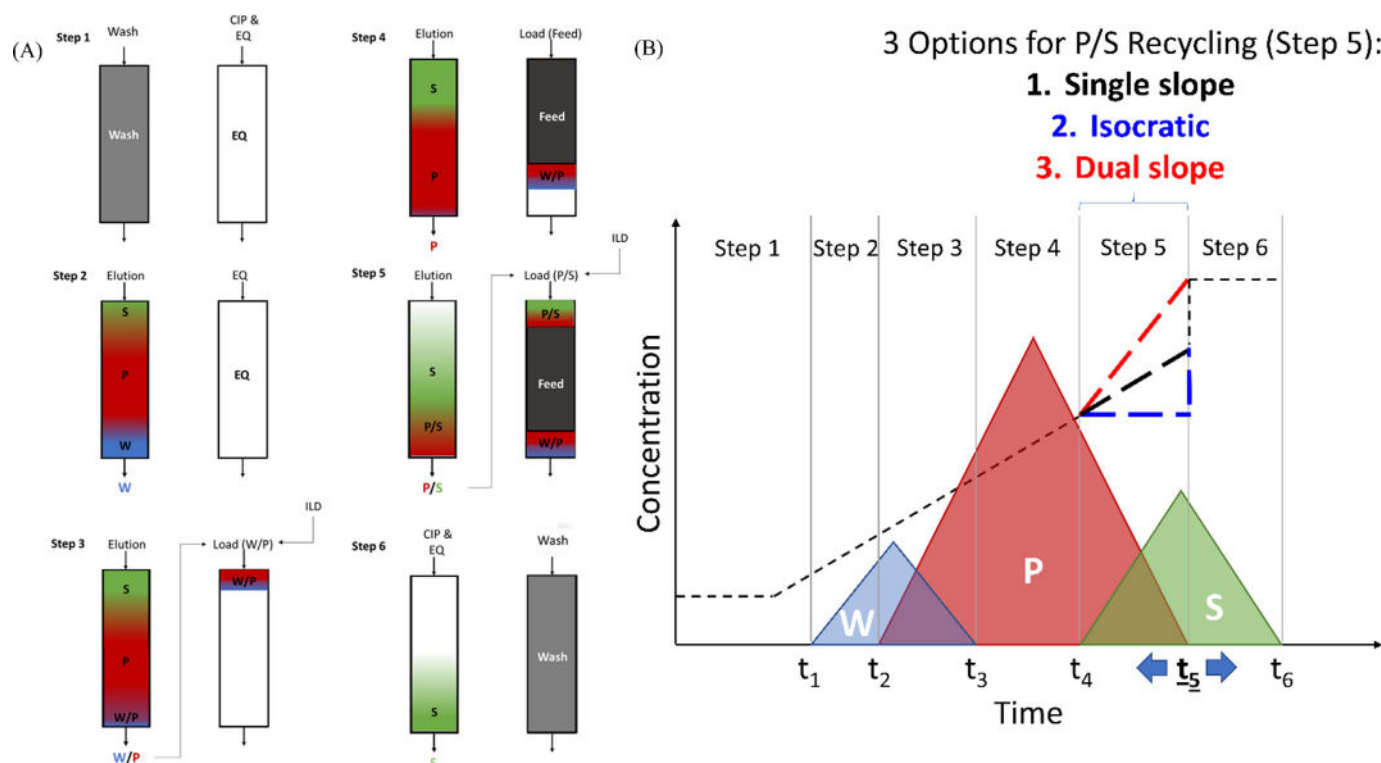 (A)
Step 1
Wash
Wash
CIP &
EQ
EQ
Step 2
Elution
S
P
W
W
EQ
EQ
Step 3
Elution
S
P
W/P
W/P
Load (W/P)
ILD
W/P
Step 4
Elution
S
P
P
Load (Feed)
Feed
W/P
Step 5
Elution
S
P/S
P/S
Load (P/S)
ILD
P/S
Feed
W/P
Step 6
CIP &
EQ
S
S
Wash
Wash
(B)
3 Options for P/S Recycling (Step 5):
1. Single slope
2. Isocratic
3. Dual slope
Step 1 Step 2 Step 3 Step 4 Step 5 Step 6
Concentration
W P S
t1 t2 t3 t4 t5 t6
Time